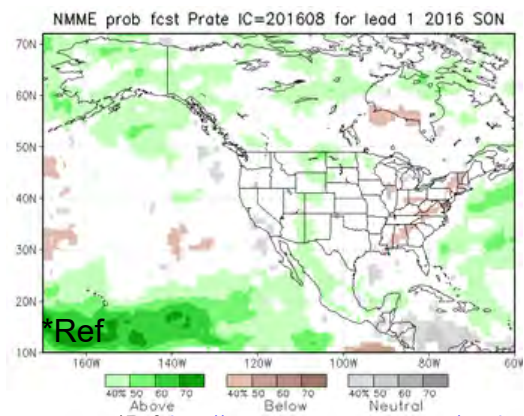 NMME prob fcst Prate IC=201608 for lead 1 2016 SON
70N
60N
50N
40N
30N
20N
*Ref
10N
160W 140W 120W 100W 80W 60W
40% 50 60 70 40% 50 60 70 40% 50 60 70
Above Below Neutral